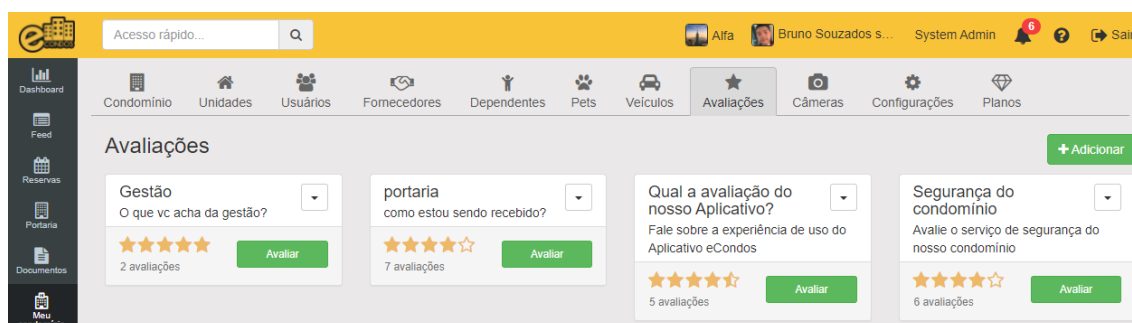 e
CONDOS
Acesso rápido...
Alfa
Bruno Souzados s...
System Admin
6
Sair
Dashboard
Feed
Reservas
Portaria
Documentos
Meu
Condomínio
Unidades
Usuários
Fornecedores
Dependentes
Pets
Veículos
Avaliações
Câmeras
Configurações
Planos
Avaliações
Adicionar
Gestão
O que vc acha da gestão?
2 avaliações
Avaliar
portaria
como estou sendo recebido?
7 avaliações
Avaliar
Qual a avaliação do
nosso Aplicativo?
Fale sobre a experiência de uso do
Aplicativo eCondos
5 avaliações
Avaliar
Segurança do
condomínio
Avalie o serviço de segurança do
nosso condomínio
6 avaliações
Avaliar